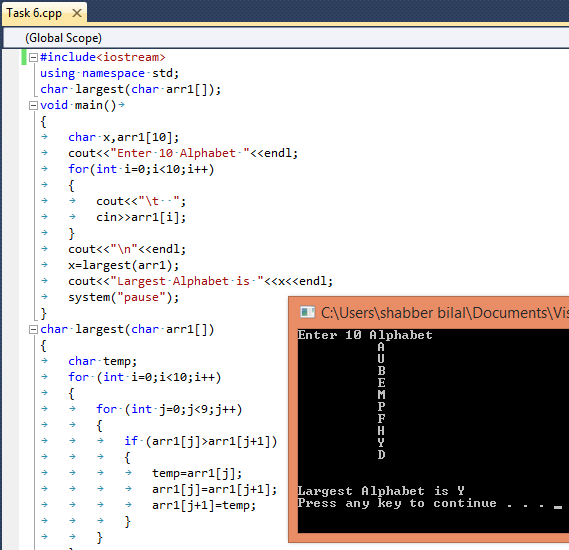 Task 6.cpp
(Global Scope)
#include<iostream>
using namespace std;
char largest(char arr1[]);
void main()
{
char x,arr1[10];
cout<<"Enter 10 Alphabet "<<endl;
for(int i=0;i<10;i++)
{
cout<<"\t  ";
cin>>arr1[i];
}
cout<<"\n"<<endl;
x=largest(arr1);
cout<<"Largest Alphabet is "<<x<<endl;
system("pause");
}
char largest(char arr1[])
{
char temp;
for (int i=0;i<10;i++)
{
for (int j=0;j<9;j++)
{
if (arr1[j]>arr1[j+1])
{
temp=arr1[j];
arr1[j]=arr1[j+1];
arr1[j+1]=temp;
}
}
C:\Users\shabber bilal\Documents\Vis
Enter 10 Alphabet
A
U
B
E
M
P
F
H
Y
D
Largest Alphabet is Y
Press any key to continue . . . _